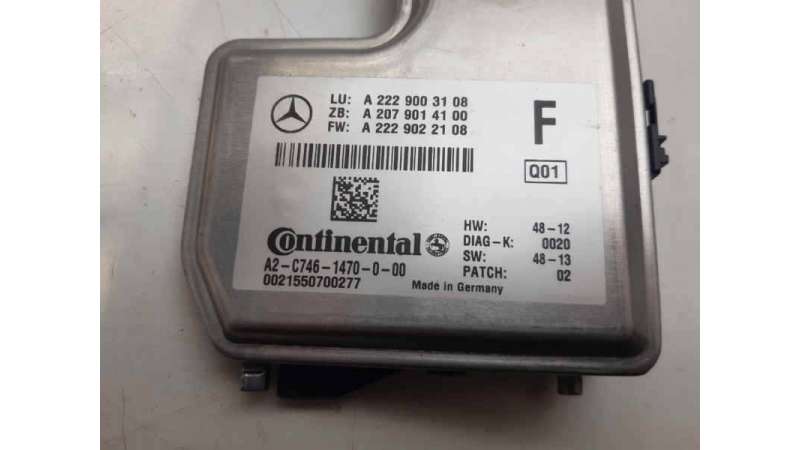 LU: A 222 900 31 08
ZB: A 207 901 41 00
FW: A 222 902 21 08
F
Q01
Continental
HW: 48-12
DIAG-K: 0020
SW: 48-13
PATCH: 02
A2-C746-1470-0-00
0021550700277
Made in Germany